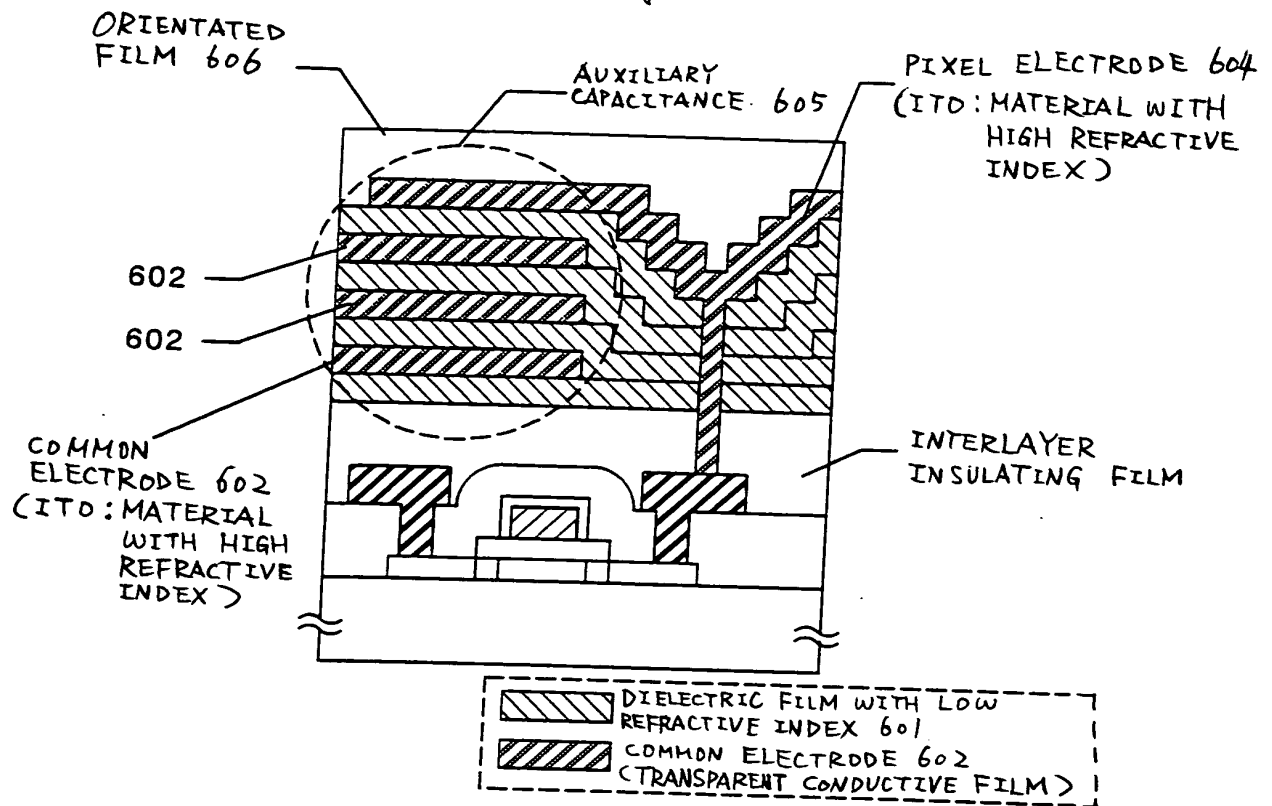 ORIENTATED
FILM 606
AUXILIARY
CAPACITANCE 605
PIXEL ELECTRODE 604
(ITO: MATERIAL WITH
HIGH REFRACTIVE
INDEX)
602
602
COMMON
ELECTRODE 602
(ITO: MATERIAL
WITH HIGH
REFRACTIVE
INDEX)
INTERLAYER
INSULATING FILM
DIELECTRIC FILM WITH LOW
REFRACTIVE INDEX 601
COMMON ELECTRODE 602
(TRANSPARENT CONDUCTIVE FILM)